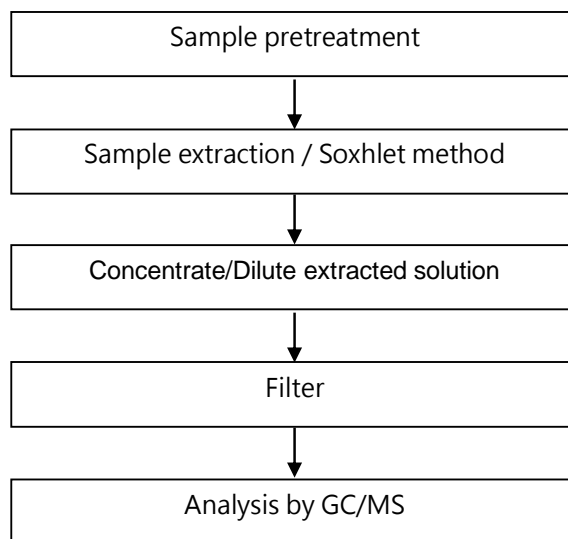 Sample pretreatment
Sample extraction / Soxhlet method
Concentrate/Dilute extracted solution
Filter
Analysis by GC/MS